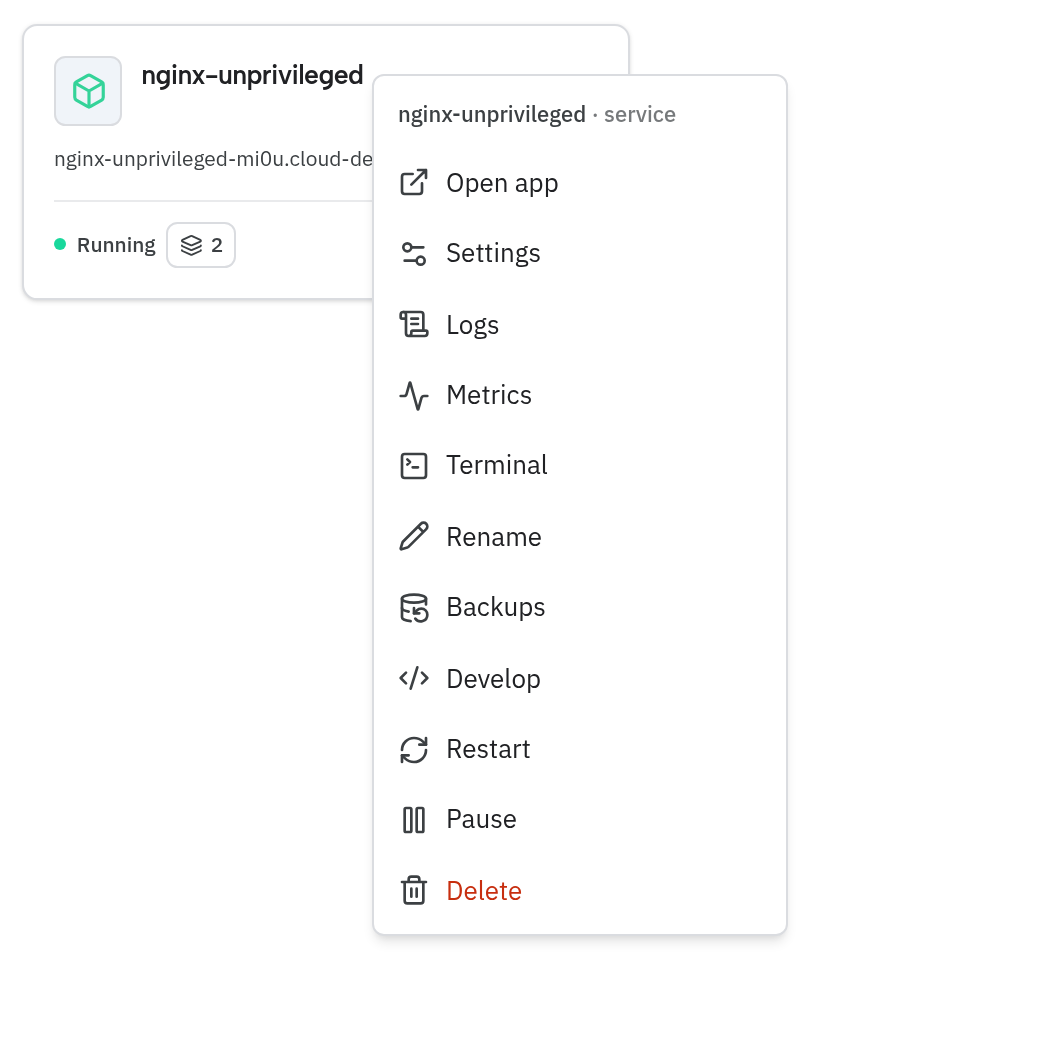 nginx-unprivileged
nginx-unprivileged-mi0u.cloud-de
Running 2
nginx-unprivileged · service
Open app
Settings
Logs
Metrics
Terminal
Rename
Backups
Develop
Restart
Pause
Delete